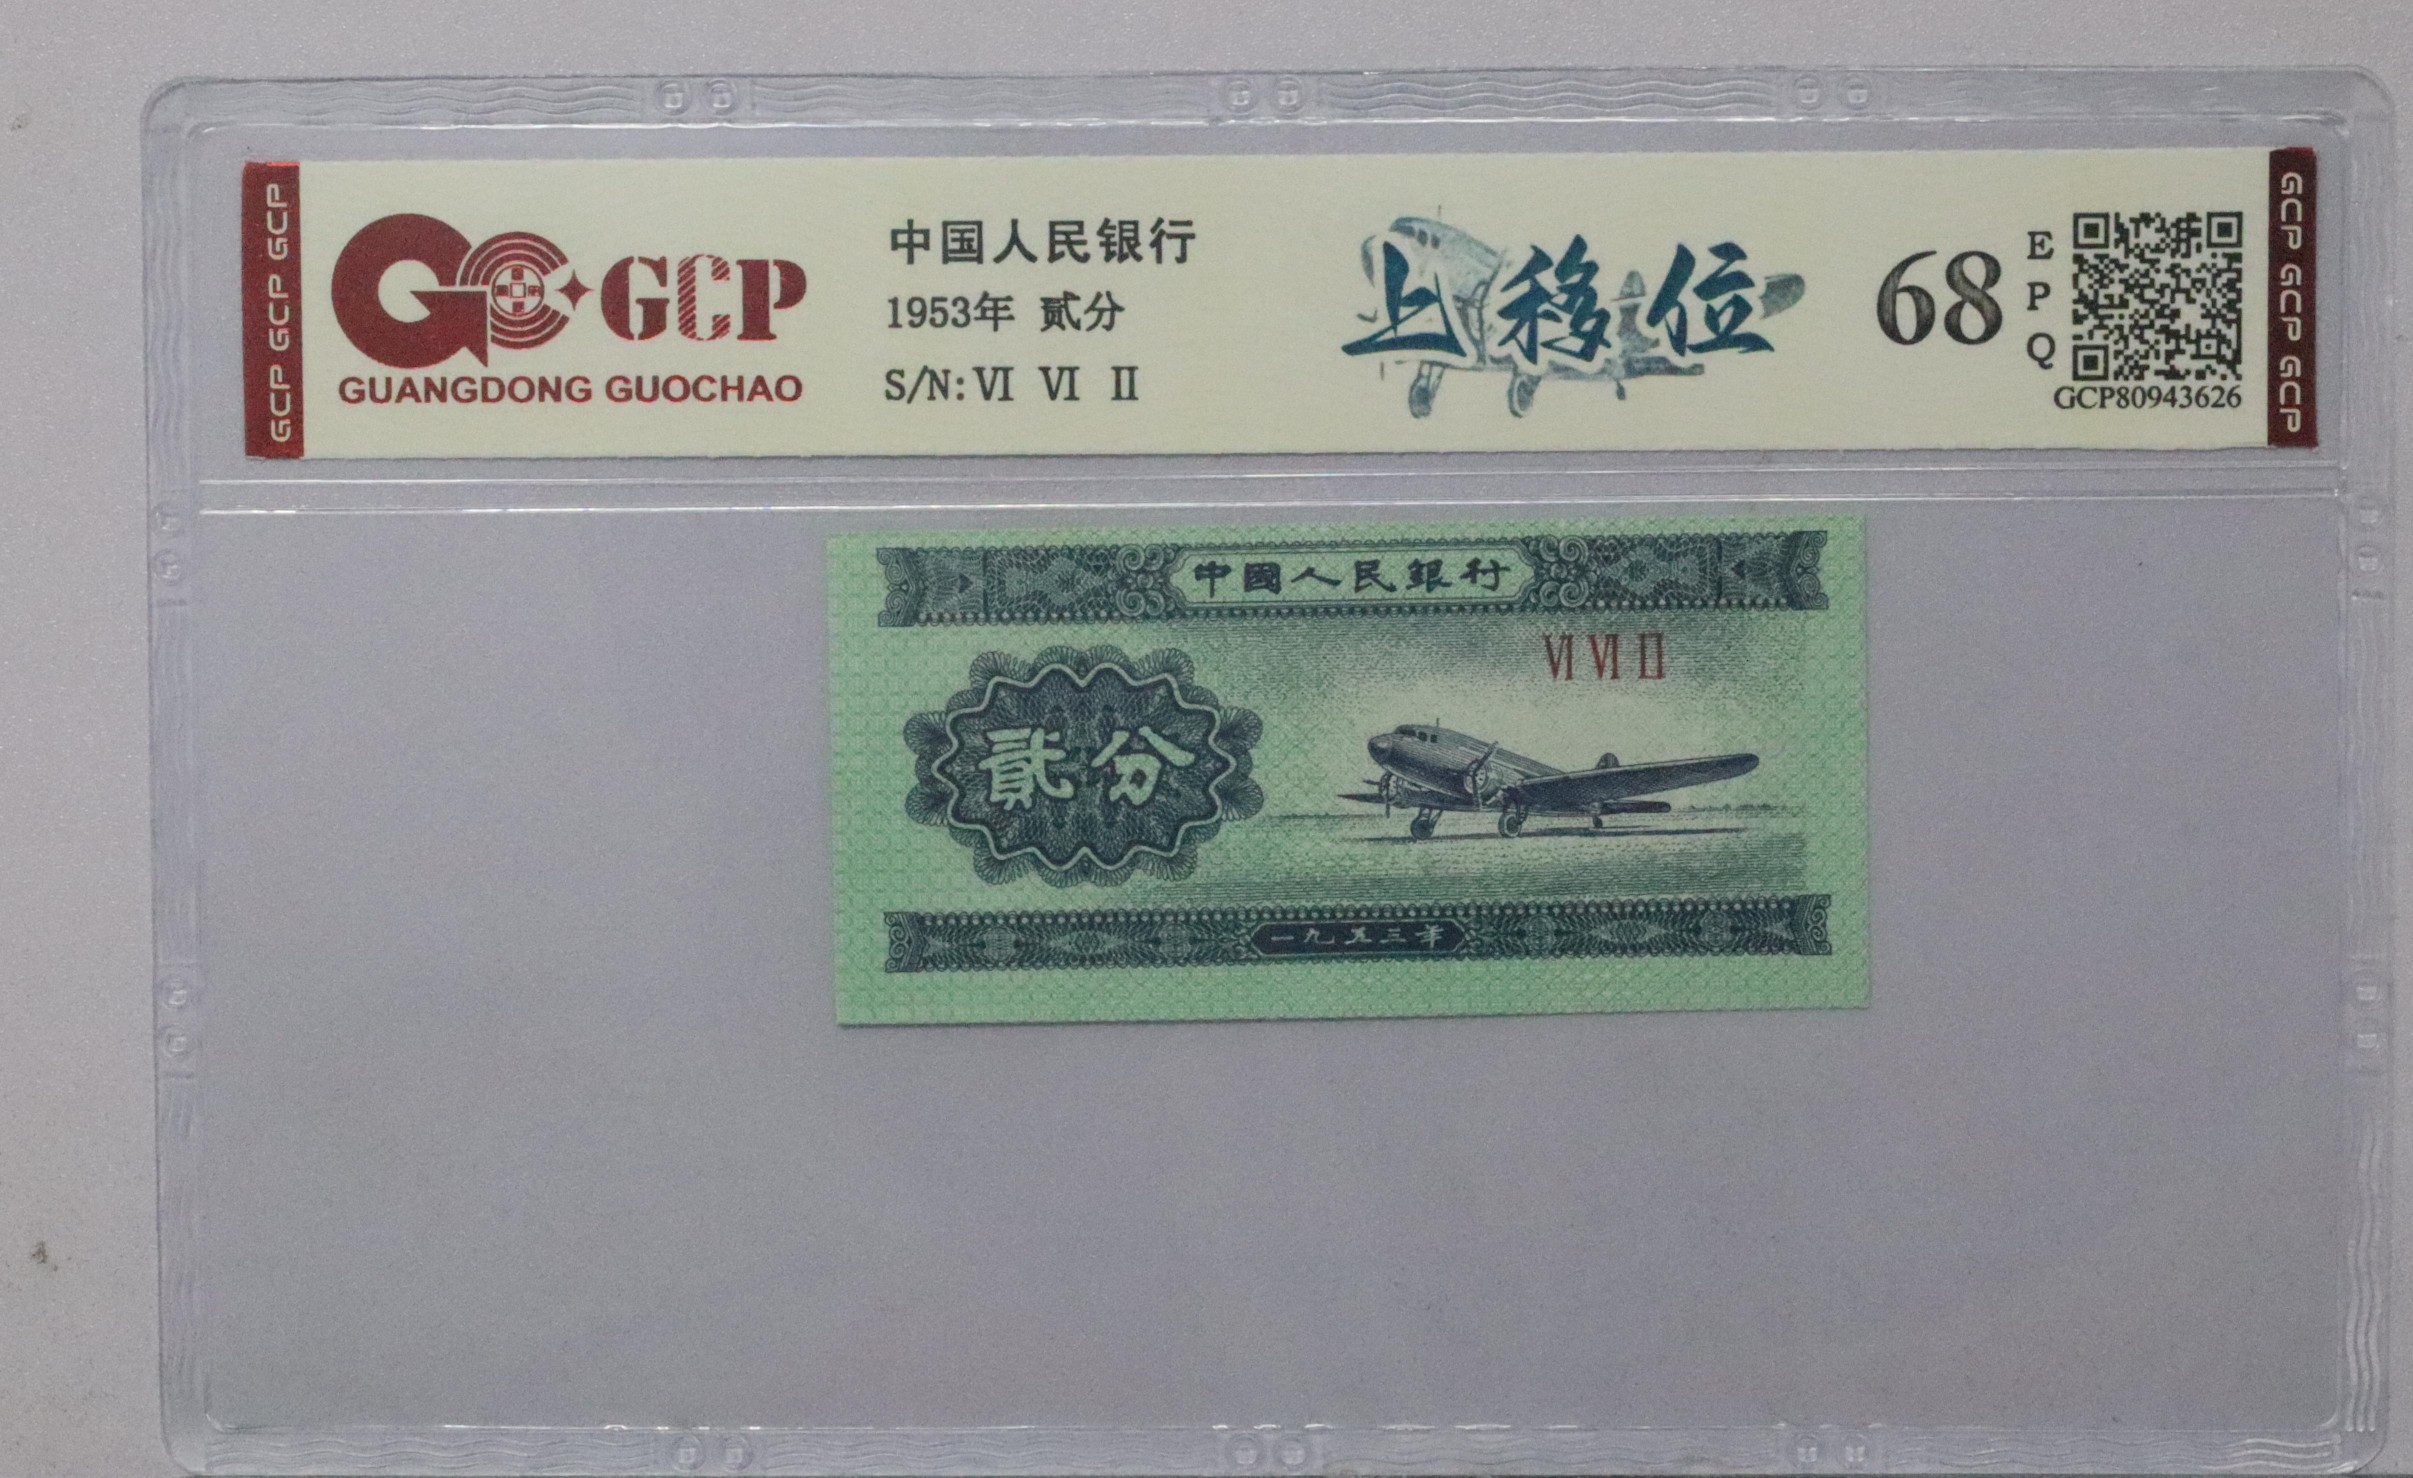 GCP GCP GCP
GCP
GUANGDONG GUOCHAO
中国人民银行
1953年 贰分
S/N: Ⅵ Ⅵ Ⅱ
上移位
68
EPQ
GCP80943626
GCP GCP GCP
中國人民銀行
Ⅵ Ⅵ Ⅱ
貳分
一九五三年